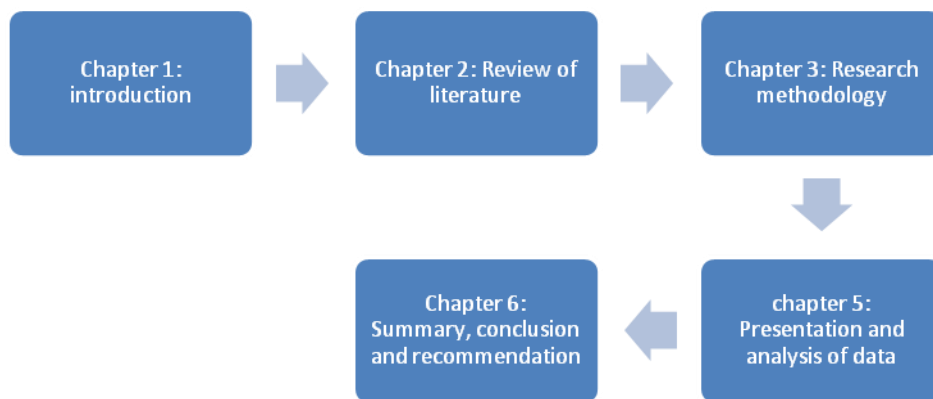 Chapter 1:
introduction
Chapter 2: Review of
literature
Chapter 3: Research
methodology
chapter 5:
Presentation and
analysis of data
Chapter 6:
Summary, conclusion
and recommendation